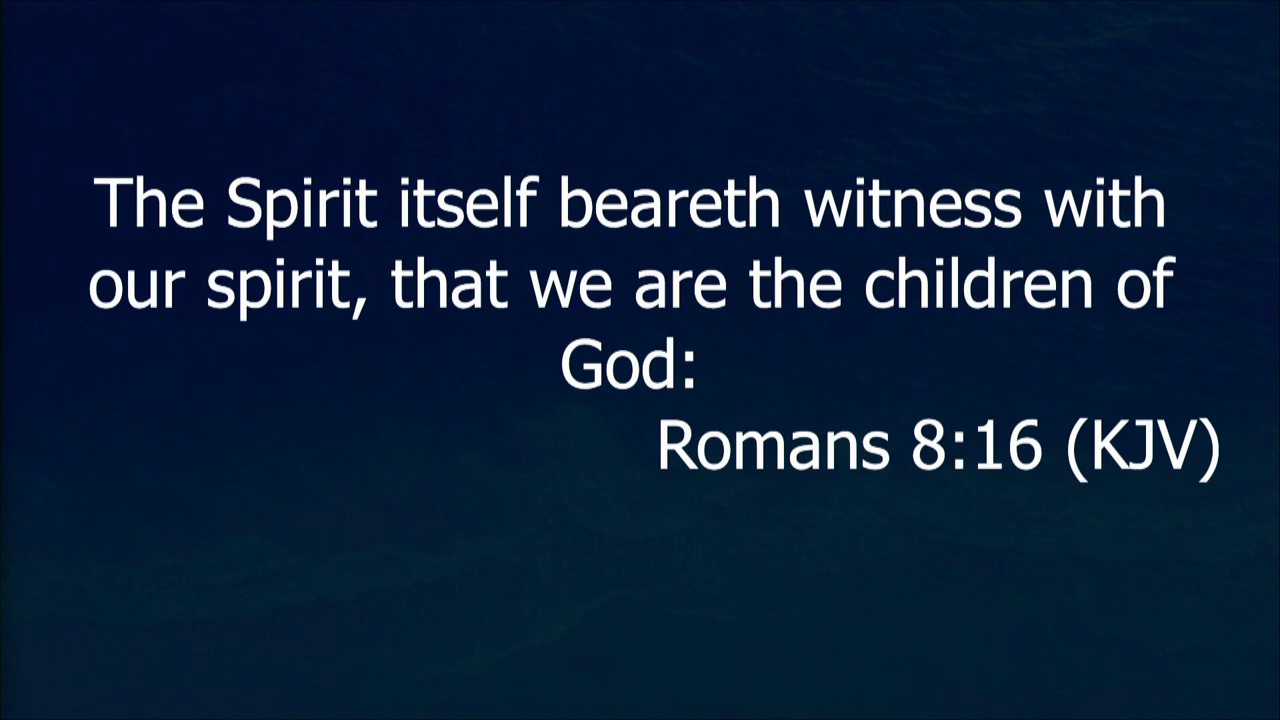 The Spirit itself beareth witness with
our spirit, that we are the children of
God:
Romans 8:16 (KJV)